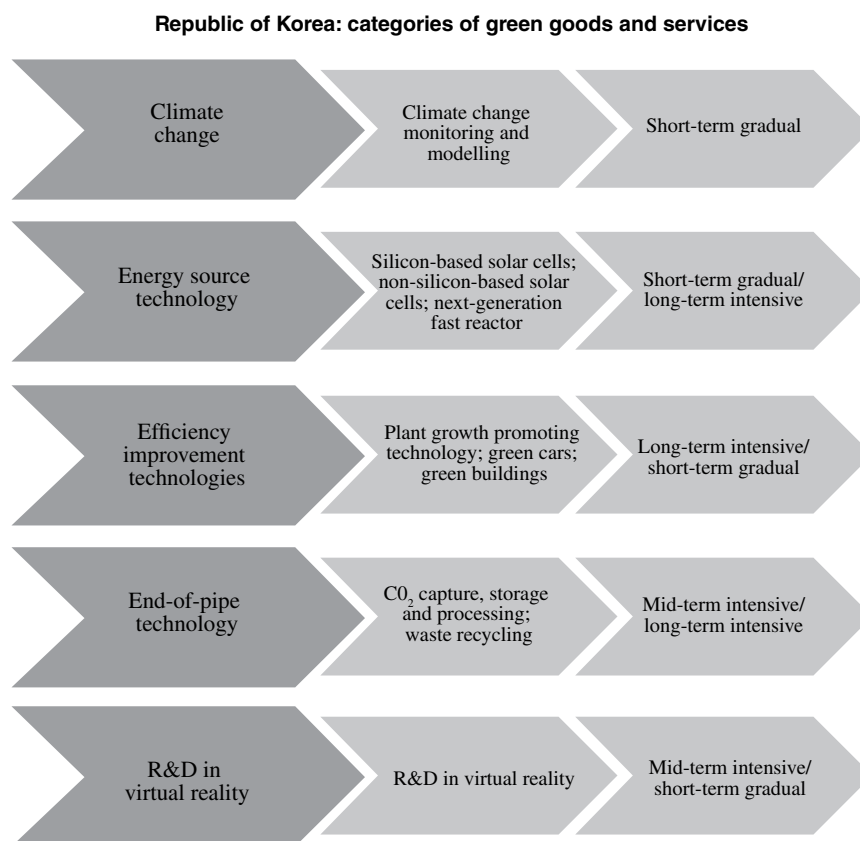 Republic of Korea: categories of green goods and services
Climate
change
Climate change
monitoring and
modelling
Short-term gradual
Energy source
technology
Silicon-based solar cells;
non-silicon-based solar
cells; next-generation
fast reactor
Short-term gradual/
long-term intensive
Efficiency
improvement
technologies
Plant growth promoting
technology; green cars;
green buildings
Long-term intensive/
short-term gradual
End-of-pipe
technology
C0₂ capture, storage
and processing;
waste recycling
Mid-term intensive/
long-term intensive
R&D in
virtual reality
R&D in virtual reality
Mid-term intensive/
short-term gradual